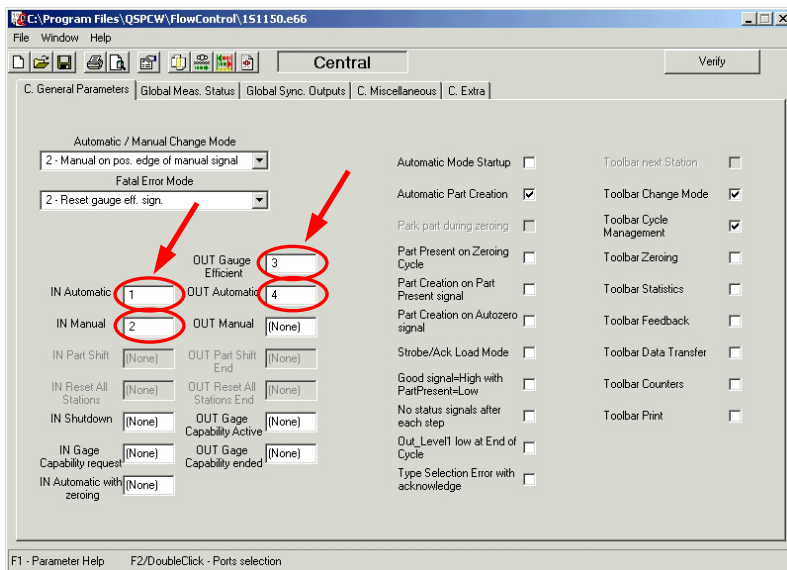 C:\Program Files\QSPCW\FlowControl\1S1150.e66
File Window Help
Central
Verify
C. General Parameters
Global Meas. Status
Global Sync. Outputs
C. Miscellaneous
C. Extra
Automatic / Manual Change Mode
2 - Manual on pos. edge of manual signal
Fatal Error Mode
2 - Reset gauge eff. sign.
OUT Gauge
Efficient
3
IN Automatic
1
OUT Automatic
4
IN Manual
2
OUT Manual
(None)
IN Part Shift
(None)
OUT Part Shift
End
(None)
IN Reset All
Stations
(None)
OUT Reset All
Stations End
(None)
IN Shutdown
(None)
OUT Gage
Capability Active
(None)
IN Gage
Capability request
(None)
OUT Gage
Capability ended
(None)
IN Automatic with
zeroing
(None)
Automatic Mode Startup
Automatic Part Creation
Park part during zeroing
Part Present on Zeroing
Cycle
Part Creation on Part
Present signal
Part Creation on Autozero
signal
Strobe/Ack Load Mode
Good signal=High with
PartPresent=Low
No status signals after
each step
Out_Level1 low at End of
Cycle
Type Selection Error with
acknowledge
Toolbar next Station
Toolbar Change Mode
Toolbar Cycle
Management
Toolbar Zeroing
Toolbar Statistics
Toolbar Feedback
Toolbar Data Transfer
Toolbar Counters
Toolbar Print
F1 - Parameter Help F2/DoubleClick - Ports selection